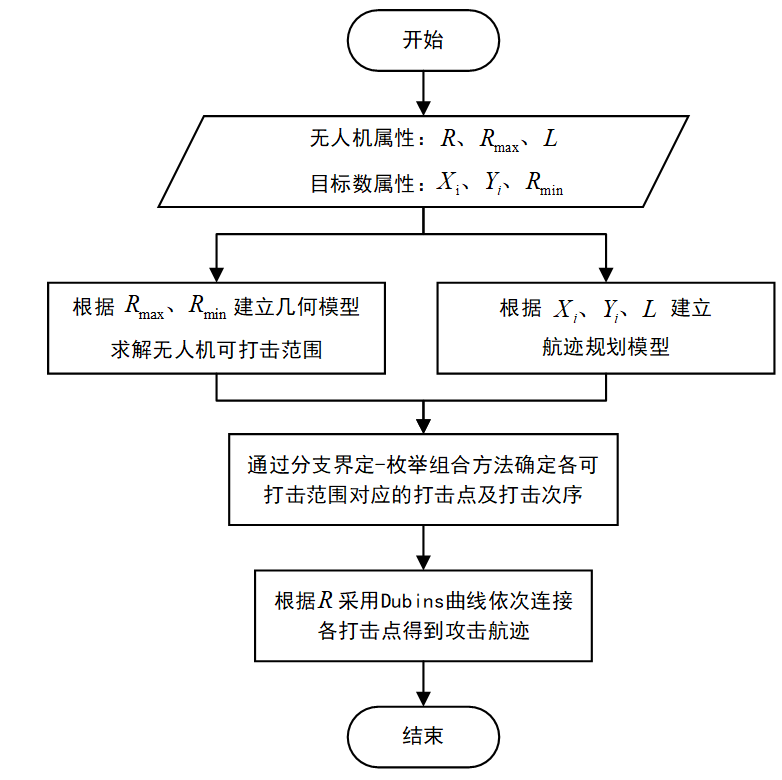 开始
无人机属性：R、Rmax、L
目标数属性：Xi、Yi、Rmin
根据 Rmax、Rmin 建立几何模型
求解无人机可打击范围
根据 Xi、Yi、L 建立
航迹规划模型
通过分支界定-枚举组合方法确定各可
打击范围对应的打击点及打击次序
根据R采用Dubins曲线依次连接
各打击点得到攻击航迹
结束